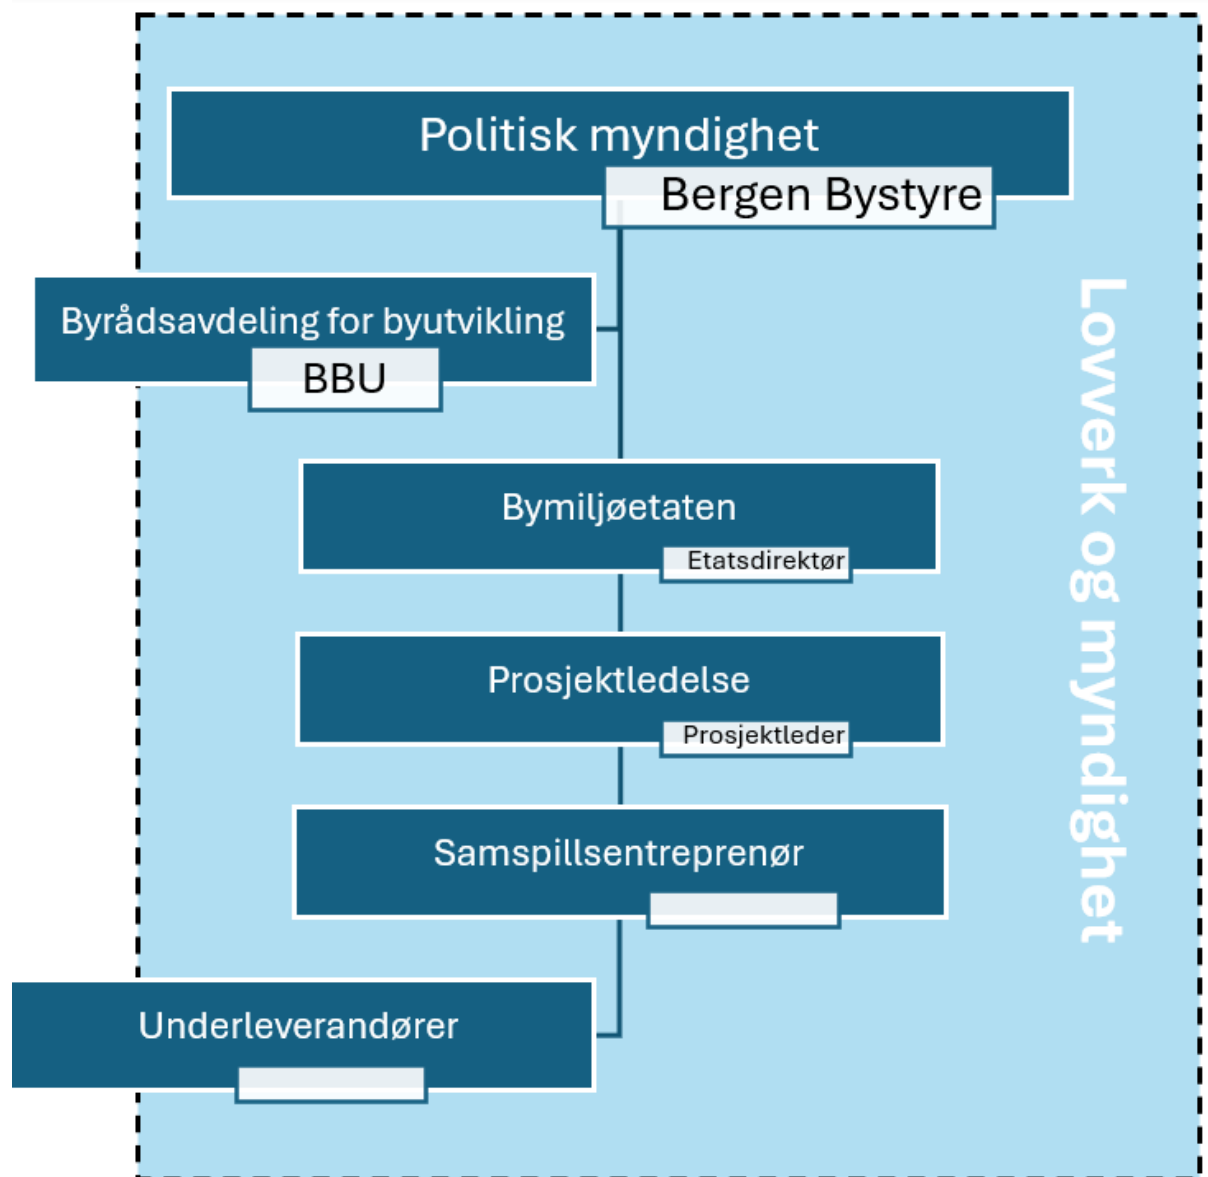 Politisk myndighet
Bergen Bystyre
Byrådsavdeling for byutvikling
BBU
Bymiljøetaten
Etatsdirektør
Prosjektledelse
Prosjektleder
Samspillsentreprenør
Underleverandører
Lovverk og myndighet